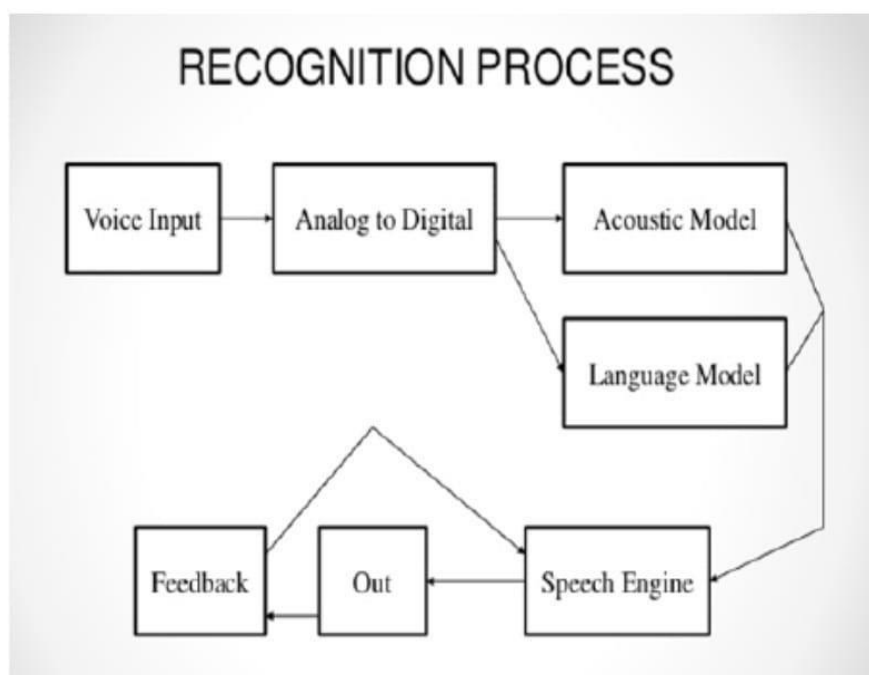 RECOGNITION PROCESS
Voice Input
Analog to Digital
Acoustic Model
Language Model
Feedback
Out
Speech Engine